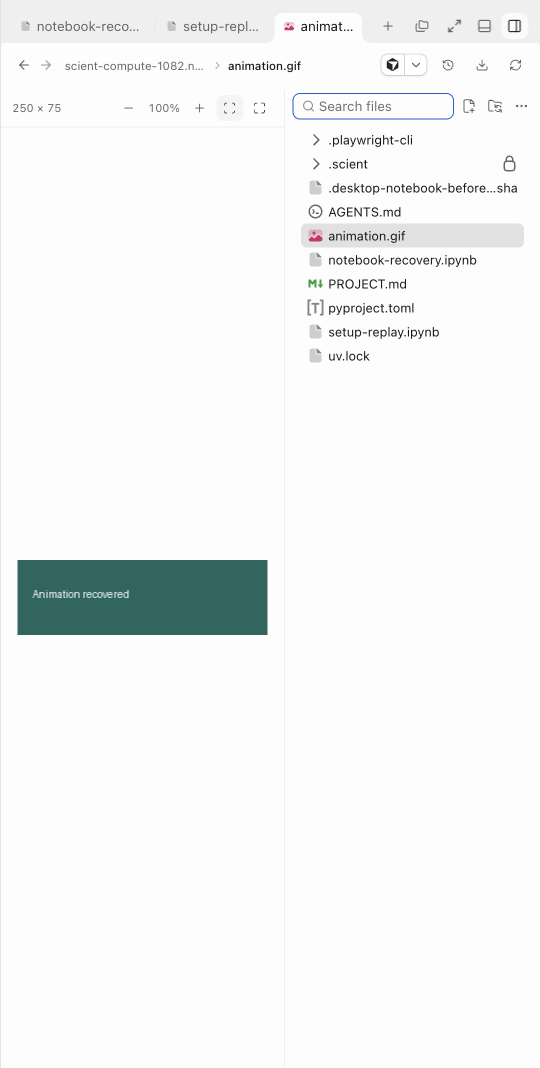 notebook-reco...
setup-repl...
animat...
scient-compute-1082.n... > animation.gif
250 × 75
100%
Search files
.playwright-cli
.scient
.desktop-notebook-before...sha
AGENTS.md
animation.gif
notebook-recovery.ipynb
M↓ PROJECT.md
[T] pyproject.toml
setup-replay.ipynb
uv.lock
Animation recovered